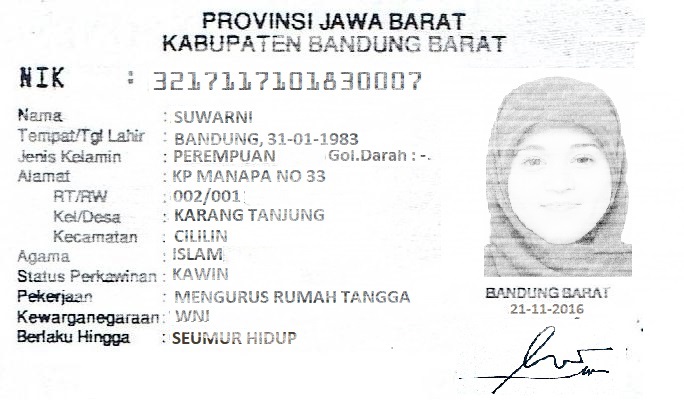 PROVINSI JAWA BARAT
KABUPATEN BANDUNG BARAT
NIK : 3217117101830007
Nama : SUWARNI
Tempat/Tgl Lahir : BANDUNG, 31-01-1983
Jenis Kelamin : PEREMPUAN Gol.Darah : -.
Alamat : KP MANAPA NO 33
RT/RW : 002/001
Kel/Desa : KARANG TANJUNG
Kecamatan : CILILIN
Agama : ISLAM
Status Perkawinan : KAWIN
Pekerjaan : MENGURUS RUMAH TANGGA
Kewarganegaraan : WNI
Berlaku Hingga : SEUMUR HIDUP
BANDUNG BARAT
21-11-2016